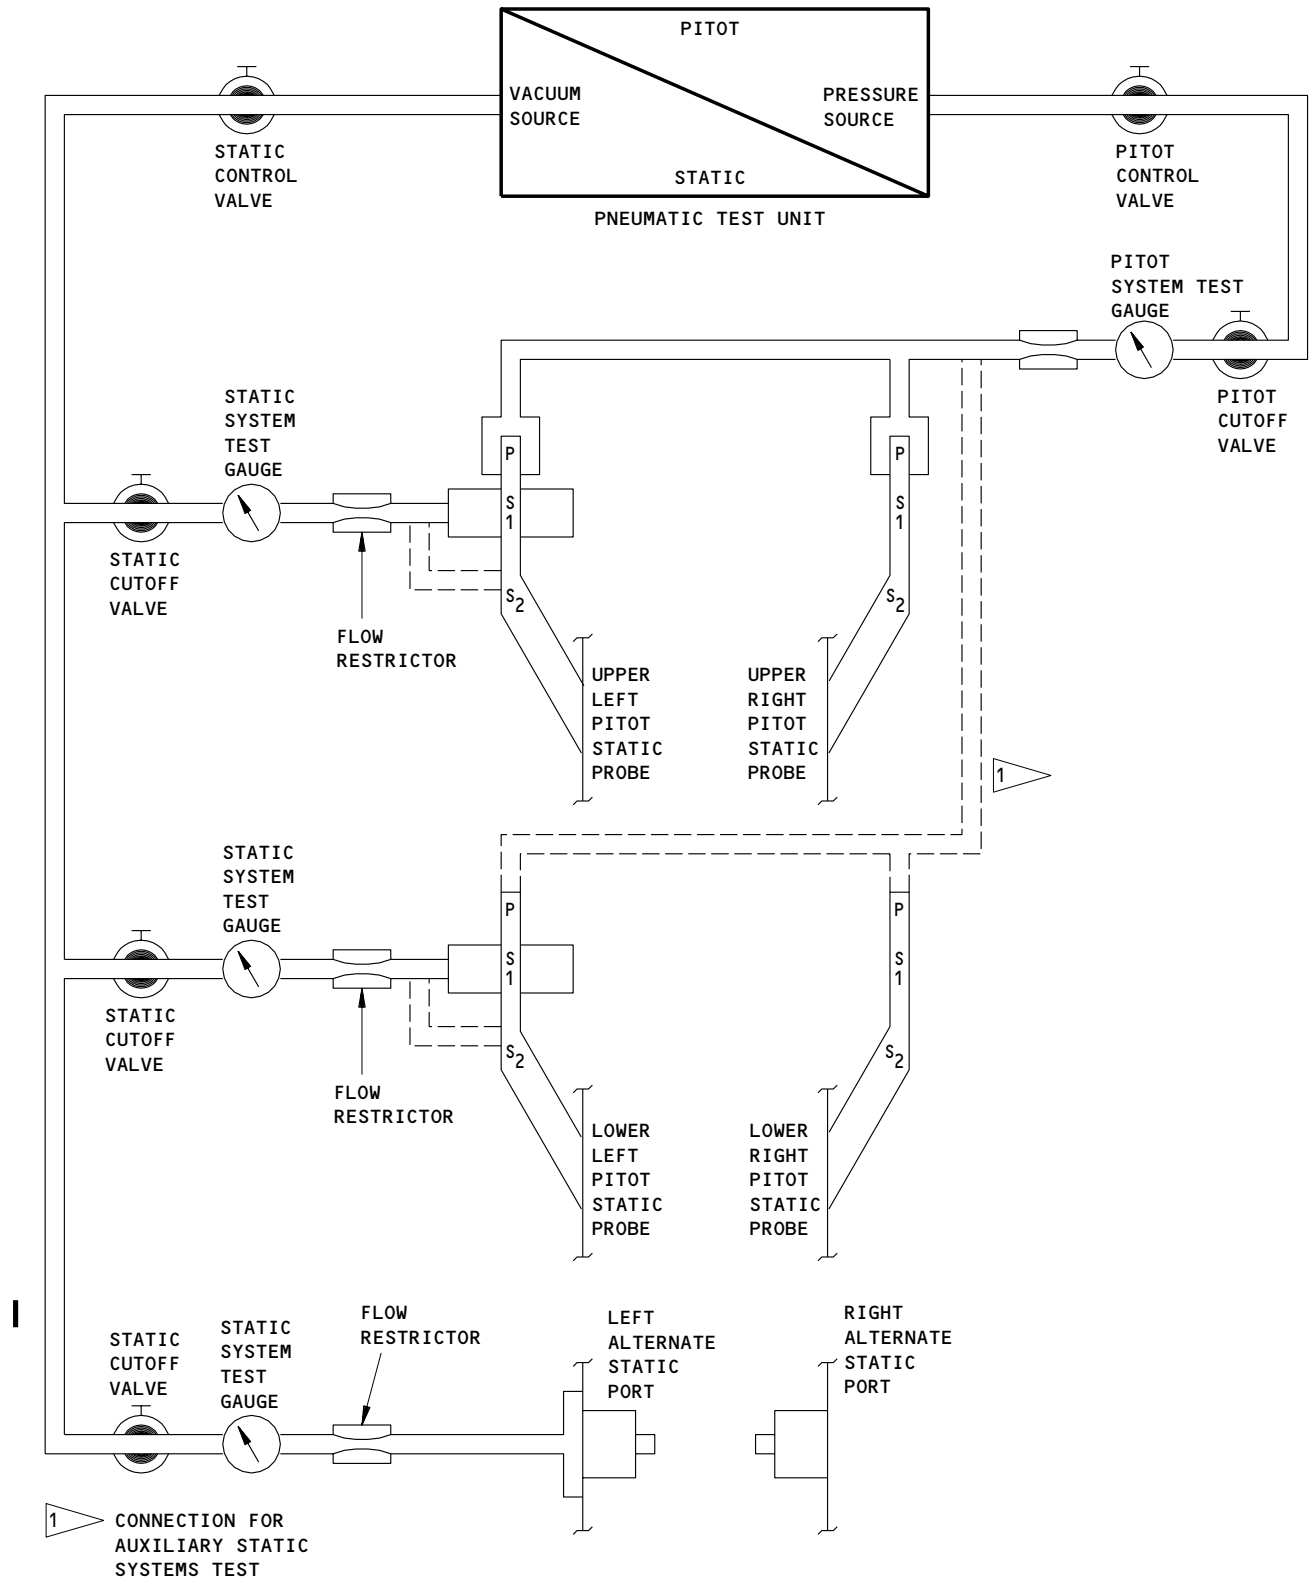 PITOT
VACUUM
SOURCE
PRESSURE
SOURCE
STATIC
PNEUMATIC TEST UNIT
STATIC
CONTROL
VALVE
PITOT
CONTROL
VALVE
PITOT
SYSTEM TEST
GAUGE
PITOT
CUTOFF
VALVE
STATIC
SYSTEM
TEST
GAUGE
STATIC
CUTOFF
VALVE
FLOW
RESTRICTOR
P
S
1
S2
UPPER
LEFT
PITOT
STATIC
PROBE
P
S
1
S2
UPPER
RIGHT
PITOT
STATIC
PROBE
1
STATIC
SYSTEM
TEST
GAUGE
STATIC
CUTOFF
VALVE
FLOW
RESTRICTOR
P
S
1
S2
LOWER
LEFT
PITOT
STATIC
PROBE
P
S
1
S2
LOWER
RIGHT
PITOT
STATIC
PROBE
STATIC
CUTOFF
VALVE
STATIC
SYSTEM
TEST
GAUGE
FLOW
RESTRICTOR
LEFT
ALTERNATE
STATIC
PORT
RIGHT
ALTERNATE
STATIC
PORT
1 CONNECTION FOR
AUXILIARY STATIC
SYSTEMS TEST